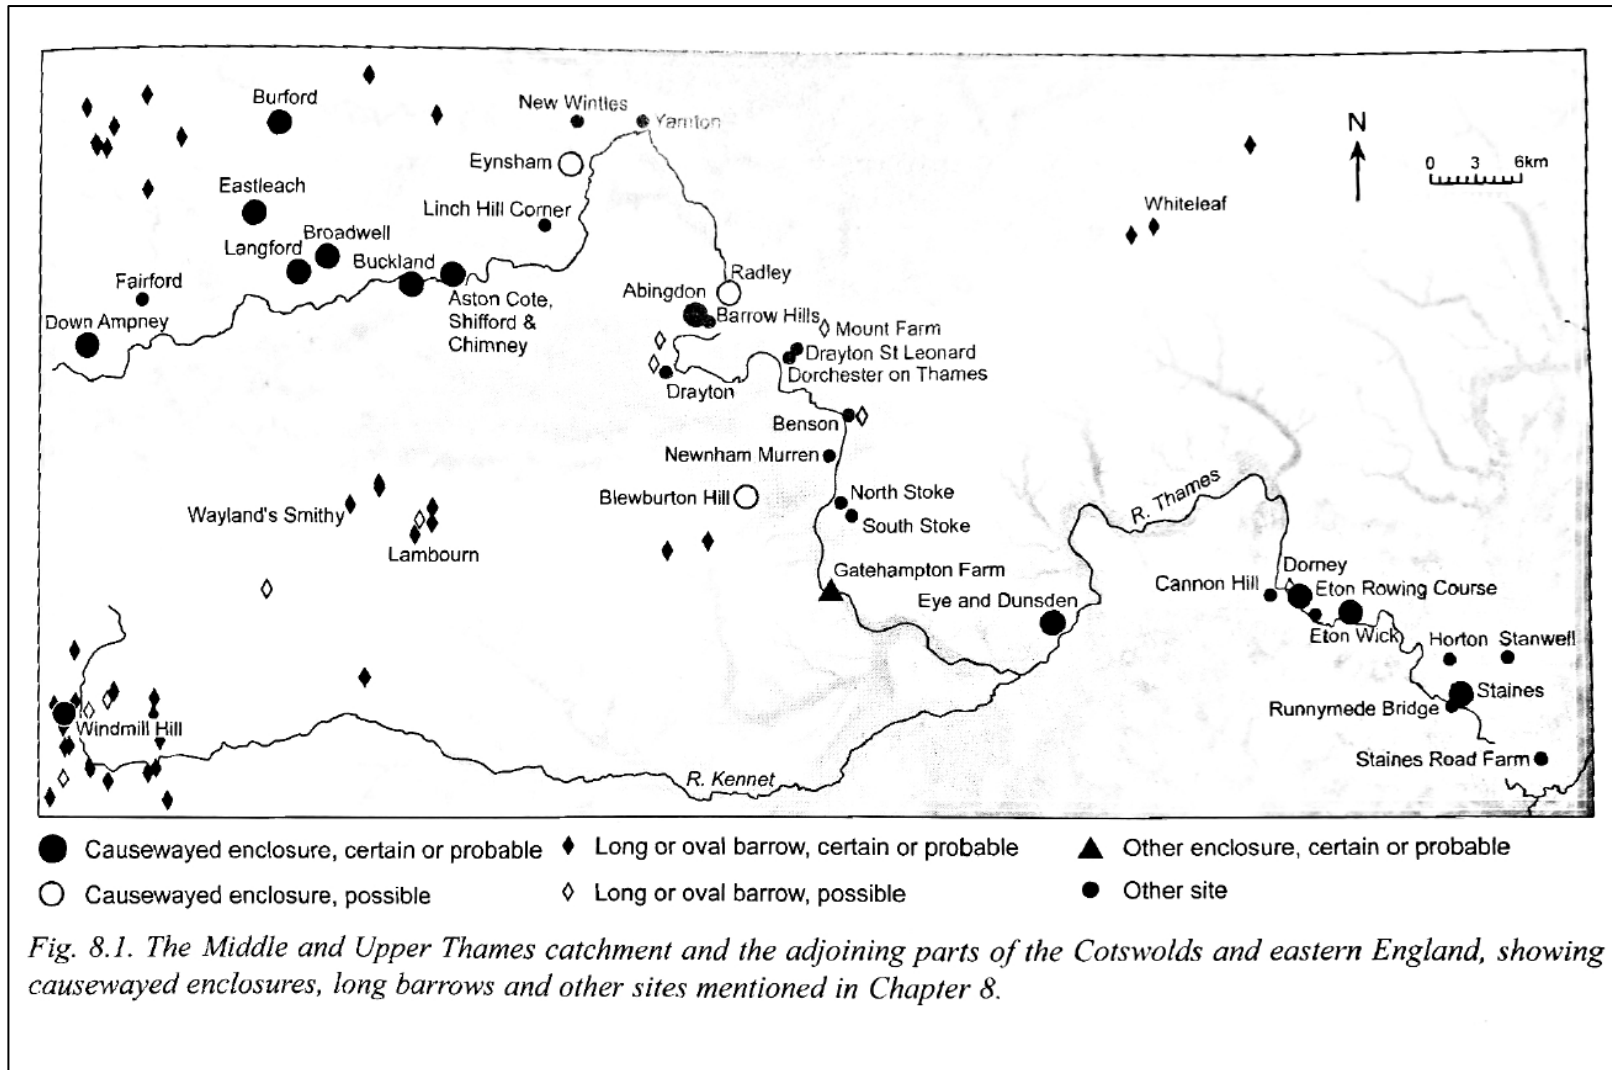 Burford
New Wintles
Yarnton
N
Eynsham
0 3 6km
Eastleach
Linch Hill Corner
Whiteleaf
Broadwell
Langford
Buckland
Radley
Fairford
Abingdon
Aston Cote,
Shifford &
Chimney
Barrow Hills
Down Ampney
Mount Farm
Drayton St Leonard
Dorchester on Thames
Drayton
Benson
Newnham Murren
Blewburton Hill
North Stoke
R. Thames
Wayland's Smithy
South Stoke
Lambourn
Gatehampton Farm
Dorney
Cannon Hill
Eton Rowing Course
Eye and Dunsden
Eton Wick
Horton Stanwell
Staines
Windmill Hill
Runnymede Bridge
Staines Road Farm
R. Kennet
Causewayed enclosure, certain or probable
Long or oval barrow, certain or probable
Other enclosure, certain or probable
Causewayed enclosure, possible
Long or oval barrow, possible
Other site
Fig. 8.1. The Middle and Upper Thames catchment and the adjoining parts of the Cotswolds and eastern England, showing
causewayed enclosures, long barrows and other sites mentioned in Chapter 8.